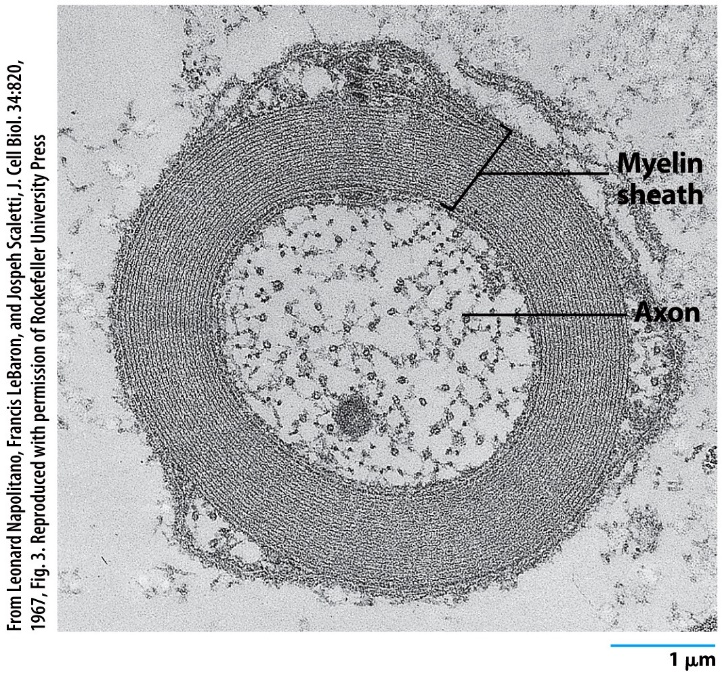 From Leonard Napolitano, Francis LeBaron, and Jospeh Scaletti, J. Cell Biol. 34:820,
1967, Fig. 3. Reproduced with permission of Rockefeller University Press
Myelin
sheath
Axon
1 μm